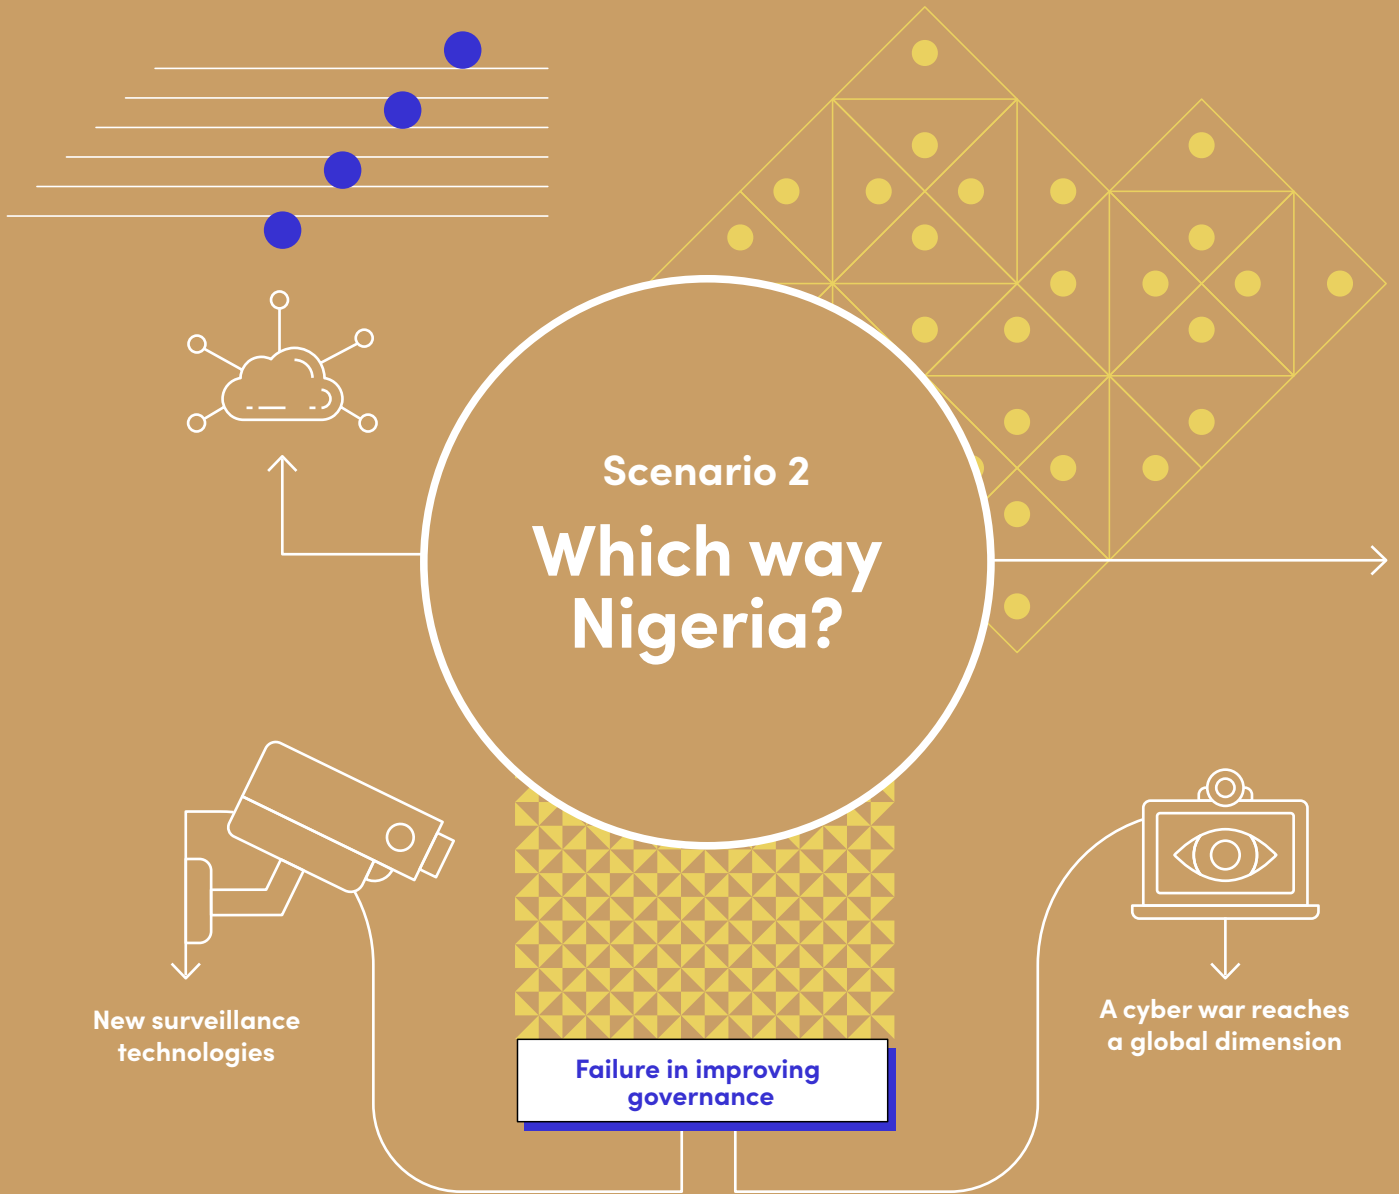 Scenario 2
Which way
Nigeria?
New surveillance
technologies
Failure in improving
governance
A cyber war reaches
a global dimension